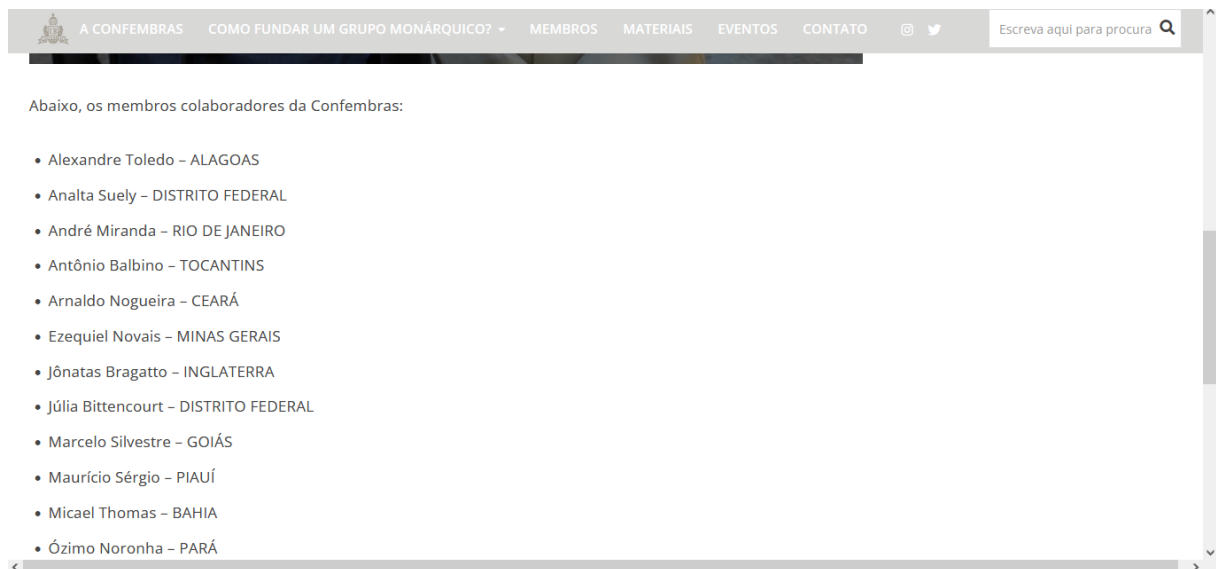 A CONFEMBRAS COMO FUNDAR UM GRUPO MONÁRQUICO? MEMBROS MATERIAIS EVENTOS CONTATO Escreva aqui para procura
Abaixo, os membros colaboradores da Confembras:
• Alexandre Toledo – ALAGOAS
• Analta Suely – DISTRITO FEDERAL
• André Miranda – RIO DE JANEIRO
• Antônio Balbino – TOCANTINS
• Arnaldo Nogueira – CEARÁ
• Ezequiel Novais – MINAS GERAIS
• Jônatas Bragatto – INGLATERRA
• Júlia Bittencourt – DISTRITO FEDERAL
• Marcelo Silvestre – GOIÁS
• Maurício Sérgio – PIAUÍ
• Micael Thomas – BAHIA
• Ózimo Noronha – PARÁ